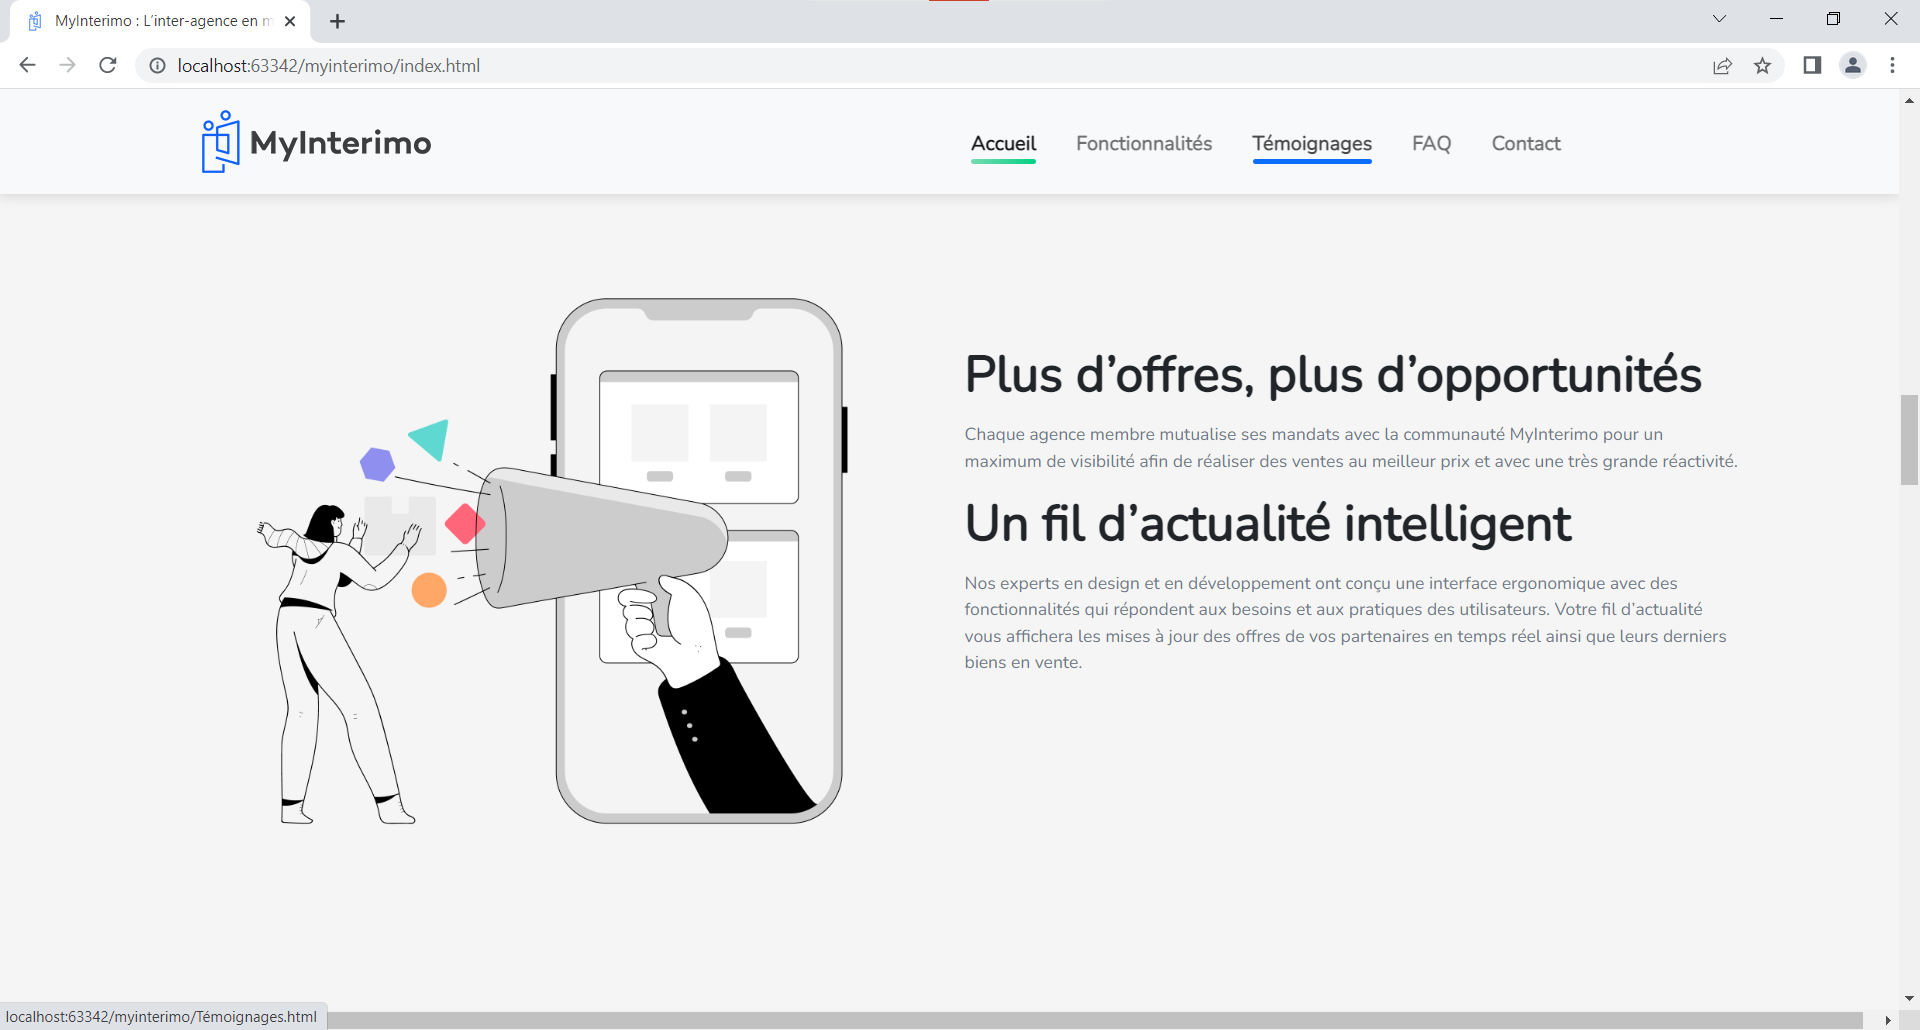 MyInterimo : L'inter-agence en m
localhost:63342/myinterimo/index.html
MyInterimo
Accueil
Fonctionnalités
Témoignages
FAQ
Contact
Plus d’offres, plus d’opportunités
Chaque agence membre mutualise ses mandats avec la communauté MyInterimo pour un
maximum de visibilité afin de réaliser des ventes au meilleur prix et avec une très grande réactivité.
Un fil d’actualité intelligent
Nos experts en design et en développement ont conçu une interface ergonomique avec des
fonctionnalités qui répondent aux besoins et aux pratiques des utilisateurs. Votre fil d’actualité
vous affichera les mises à jour des offres de vos partenaires en temps réel ainsi que leurs derniers
biens en vente.
localhost:63342/myinterimo/Témoignages.html